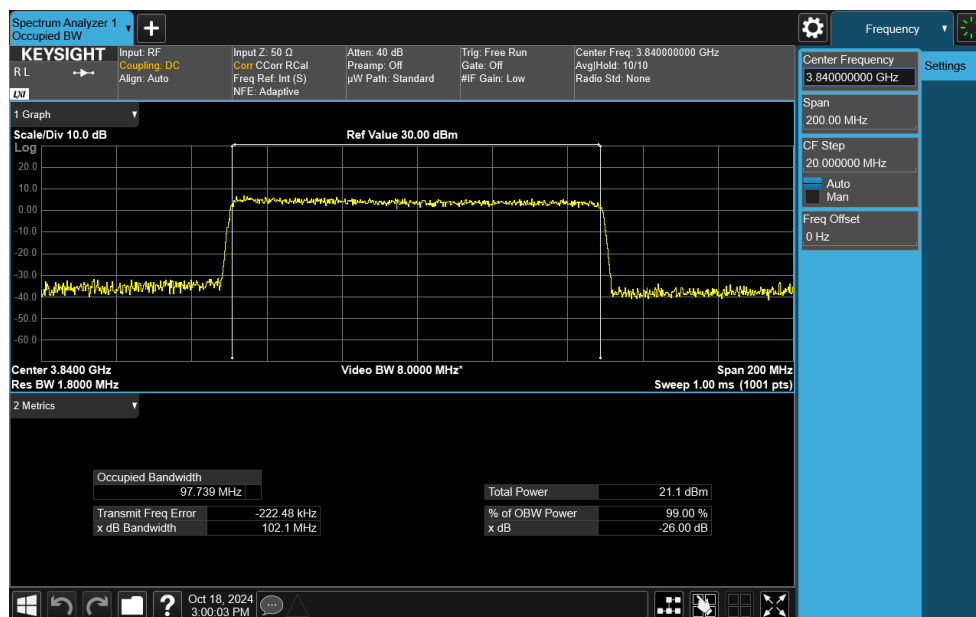 Spectrum Analyzer 1
Occupied BW
Frequency
KEYSIGHT
R L
LXI
Input: RF
Coupling: DC
Align: Auto
Input Z: 50 Ω
Corr CCorr RCal
Freq Ref: Int (S)
NFE: Adaptive
Atten: 40 dB
Preamp: Off
µW Path: Standard
Trig: Free Run
Gate: Off
#IF Gain: Low
Center Freq: 3.840000000 GHz
Avg|Hold: 10/10
Radio Std: None
Center Frequency
3.840000000 GHz
Settings
Span
200.00 MHz
CF Step
20.000000 MHz
Auto
Man
Freq Offset
0 Hz
1 Graph
Scale/Div 10.0 dB
Ref Value 30.00 dBm
Log
20.0
10.0
0.00
-10.0
-20.0
-30.0
-40.0
-50.0
-60.0
Center 3.8400 GHz
Video BW 8.0000 MHz*
Span 200 MHz
Res BW 1.8000 MHz
Sweep 1.00 ms (1001 pts)
2 Metrics
Occupied Bandwidth
97.739 MHz
Total Power 21.1 dBm
Transmit Freq Error -222.48 kHz
% of OBW Power 99.00 %
x dB Bandwidth 102.1 MHz
x dB -26.00 dB
?
Oct 18, 2024
3:00:03 PM